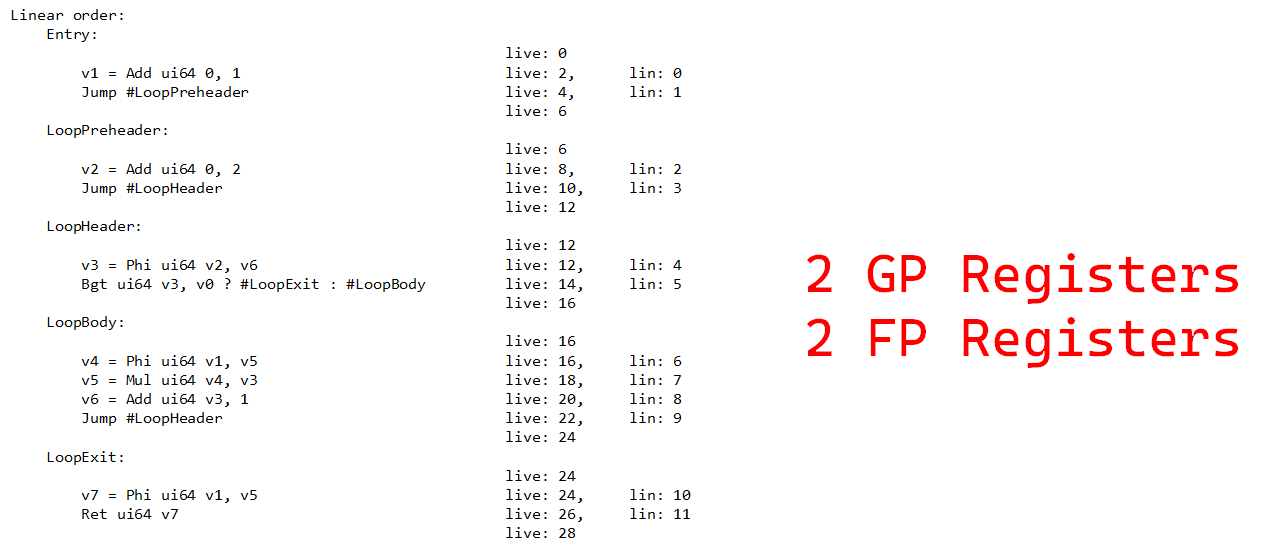 Linear order:
Entry:
live: 0
v1 = Add ui64 0, 1 live: 2, lin: 0
Jump #LoopPreheader live: 4, lin: 1
live: 6
LoopPreheader:
live: 6
v2 = Add ui64 0, 2 live: 8, lin: 2
Jump #LoopHeader live: 10, lin: 3
live: 12
LoopHeader:
live: 12
v3 = Phi ui64 v2, v6 live: 12, lin: 4
Bgt ui64 v3, v0 ? #LoopExit : #LoopBody live: 14, lin: 5
live: 16
LoopBody:
live: 16
v4 = Phi ui64 v1, v5 live: 16, lin: 6
v5 = Mul ui64 v4, v3 live: 18, lin: 7
v6 = Add ui64 v3, 1 live: 20, lin: 8
Jump #LoopHeader live: 22, lin: 9
live: 24
LoopExit:
live: 24
v7 = Phi ui64 v1, v5 live: 24, lin: 10
Ret ui64 v7 live: 26, lin: 11
live: 28
2 GP Registers
2 FP Registers